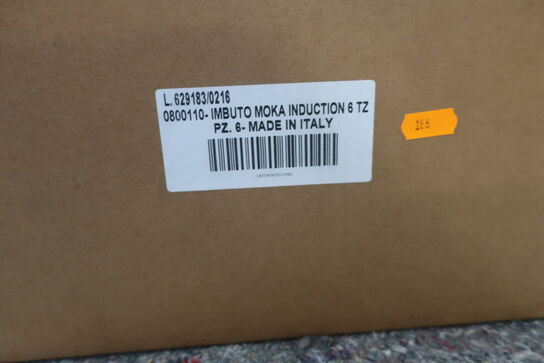 L. 629183/0216
0800110- IMBUTO MOKA INDUCTION 6 TZ
PZ. 6- MADE IN ITALY
186